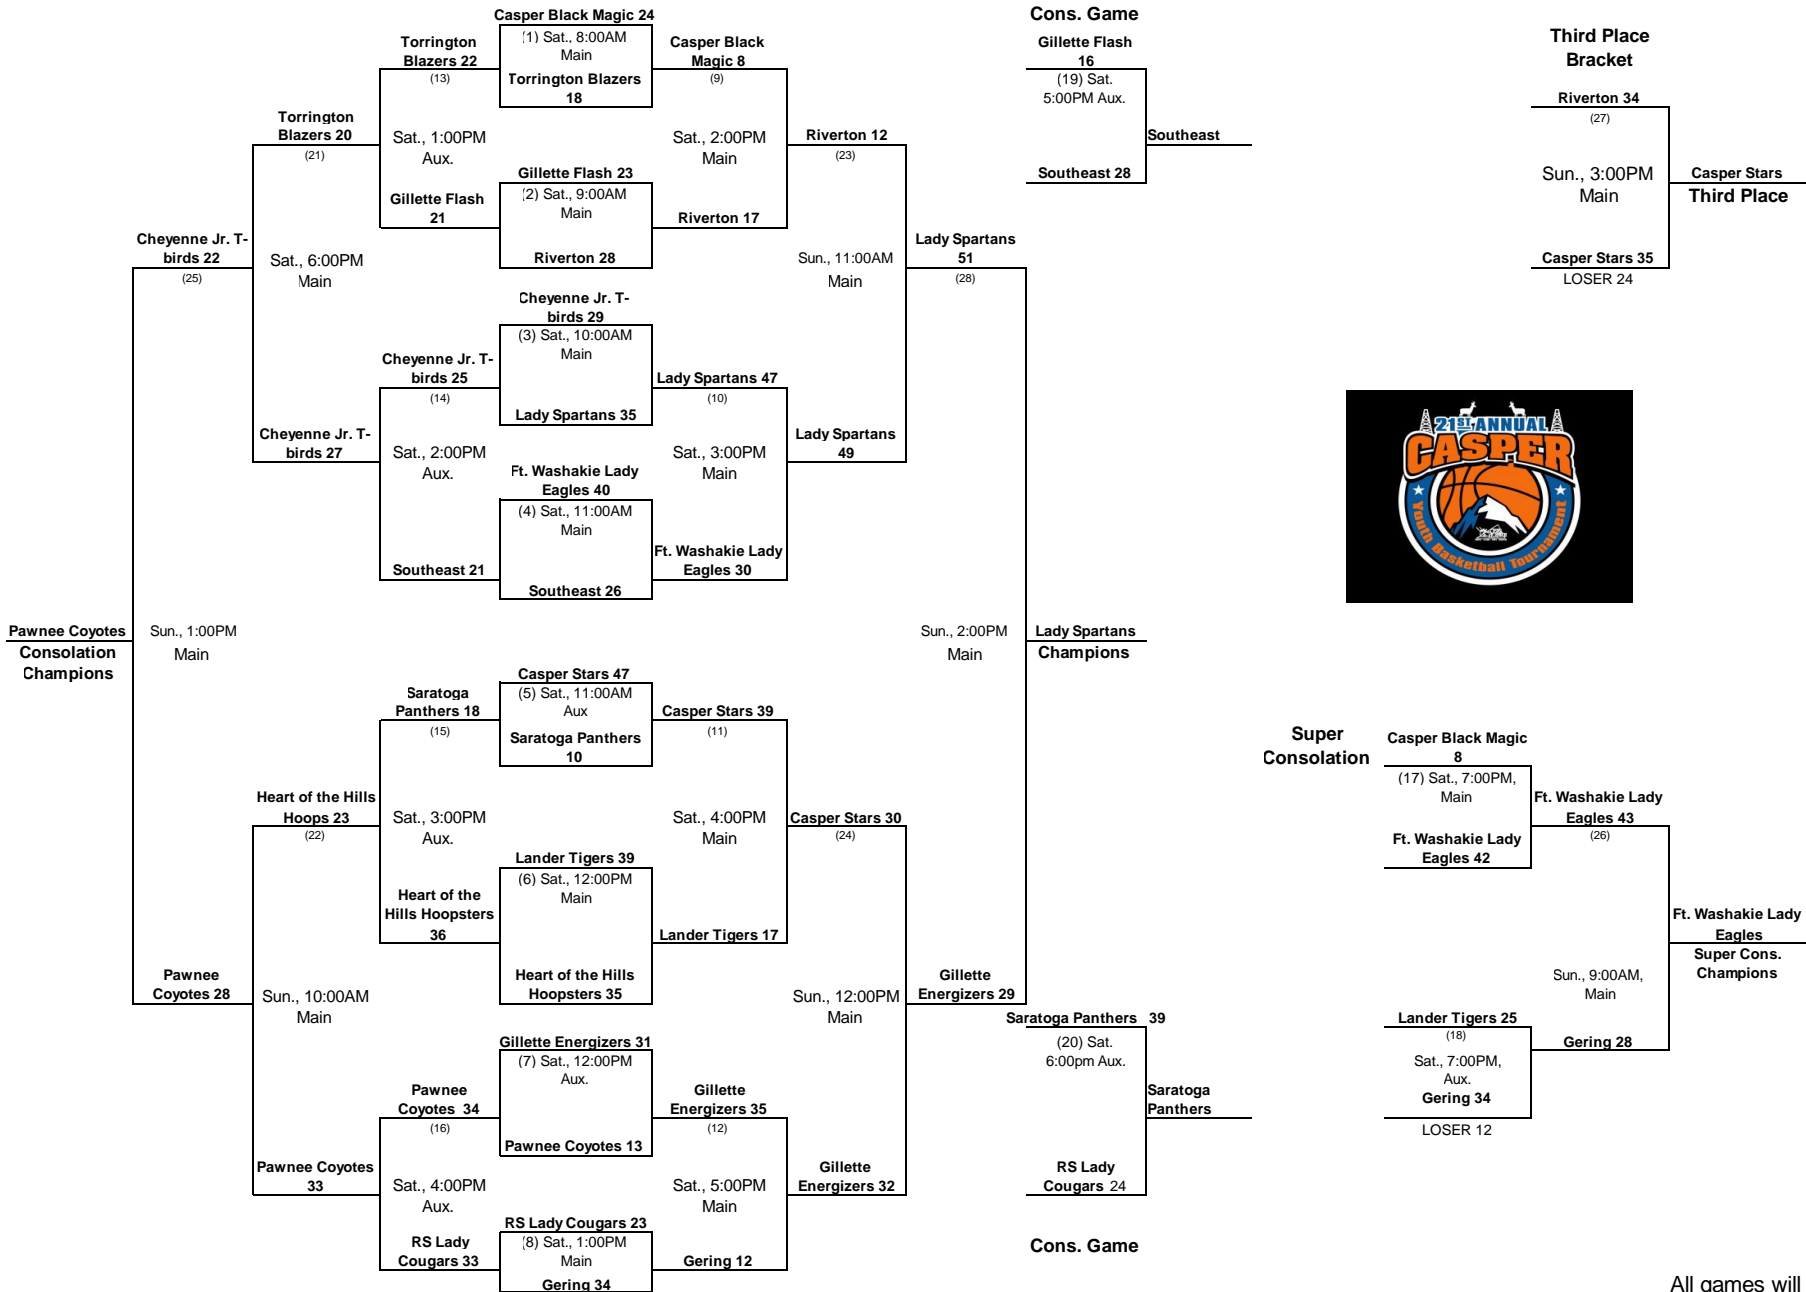 Casper Black Magic 24
(1) Sat., 8:00AM
Main
Torrington Blazers
18
Torrington
Blazers 22
(13)
Casper Black
Magic 8
(9)
Cons. Game
Gillette Flash
16
(19) Sat.
5:00PM Aux.
Southeast
Southeast 28
Third Place
Bracket
Riverton 34
(27)
Sun., 3:00PM
Main
Casper Stars
Third Place
Casper Stars 35
LOSER 24
Torrington
Blazers 20
(21)
Sat., 1:00PM
Aux.
Sat., 2:00PM
Main
Riverton 12
(23)
Gillette Flash 23
(2) Sat., 9:00AM
Main
Riverton 28
Gillette Flash
21
Riverton 17
Cheyenne Jr. T-
birds 22
(25)
Sat., 6:00PM
Main
Sun., 11:00AM
Main
Lady Spartans
51
(28)
Cheyenne Jr. T-
birds 29
(3) Sat., 10:00AM
Main
Lady Spartans 35
Cheyenne Jr. T-
birds 25
(14)
Lady Spartans 47
(10)
Cheyenne Jr. T-
birds 27
Sat., 2:00PM
Aux.
Sat., 3:00PM
Main
Lady Spartans
49
Ft. Washakie Lady
Eagles 40
(4) Sat., 11:00AM
Main
Southeast 26
Southeast 21
Ft. Washakie Lady
Eagles 30
21ST ANNUAL
CASPER
Youth Basketball Tournament
Pawnee Coyotes
Consolation
Champions
Sun., 1:00PM
Main
Sun., 2:00PM
Main
Lady Spartans
Champions
Casper Stars 47
(5) Sat., 11:00AM
Aux
Saratoga Panthers
10
Saratoga
Panthers 18
(15)
Casper Stars 39
(11)
Heart of the Hills
Hoops 23
(22)
Sat., 3:00PM
Aux.
Sat., 4:00PM
Main
Casper Stars 30
(24)
Lander Tigers 39
(6) Sat., 12:00PM
Main
Heart of the Hills
Hoopsters 35
Heart of the
Hills Hoopsters
36
Lander Tigers 17
Super
Consolation
Casper Black Magic
8
(17) Sat., 7:00PM,
Main
Ft. Washakie Lady
Eagles 42
Ft. Washakie Lady
Eagles 43
(26)
Ft. Washakie Lady
Eagles
Super Cons.
Champions
Sun., 9:00AM,
Main
Lander Tigers 25
(18)
Sat., 7:00PM,
Aux.
Gering 34
LOSER 12
Gering 28
Pawnee
Coyotes 28
Sun., 10:00AM
Main
Sun., 12:00PM
Main
Gillette
Energizers 29
Gillette Energizers 31
(7) Sat., 12:00PM
Aux.
Pawnee Coyotes 13
Pawnee
Coyotes 34
(16)
Gillette
Energizers 35
(12)
Saratoga Panthers 39
(20) Sat.
6:00pm Aux.
Saratoga
Panthers
RS Lady
Cougars 24
Cons. Game
Pawnee Coyotes
33
Sat., 4:00PM
Aux.
Sat., 5:00PM
Main
Gillette
Energizers 32
RS Lady Cougars 23
(8) Sat., 1:00PM
Main
Gering 34
RS Lady
Cougars 33
Gering 12
All games will